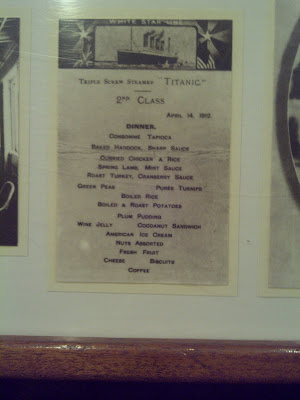 WHITE STAR LINE
TRIPLE SCREW STEAMER "TITANIC."
2ND CLASS
APRIL 14, 1912.
DINNER.
CONSOMME TAPIOCA
BAKED HADDOCK, SHARP SAUCE
CURRIED CHICKEN & RICE
SPRING LAMB, MINT SAUCE
ROAST TURKEY, CRANBERRY SAUCE
GREEN PEAS PURÉE TURNIPS
BOILED RICE
BOILED & ROAST POTATOES
PLUM PUDDING
WINE JELLY COCOANUT SANDWICH
AMERICAN ICE CREAM
NUTS ASSORTED
FRESH FRUIT
CHEESE BISCUITS
COFFEE